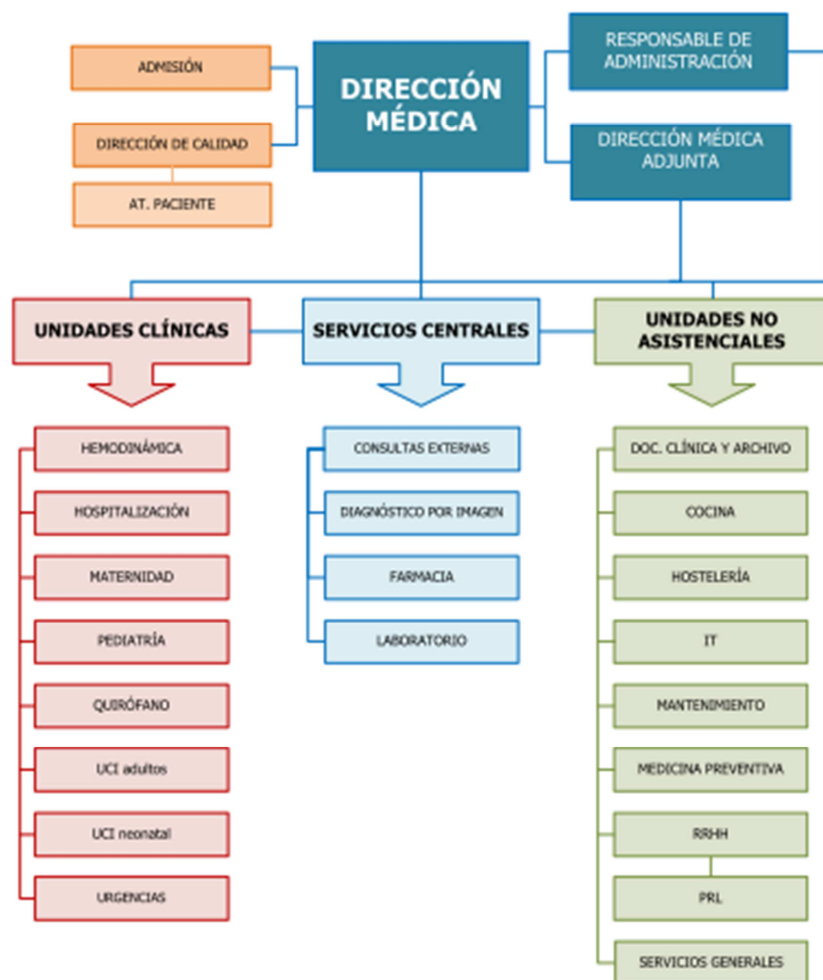 ADMISIÓN
DIRECCIÓN DE CALIDAD
AT. PACIENTE
DIRECCIÓN
MÉDICA
RESPONSABLE DE
ADMINISTRACIÓN
DIRECCIÓN MÉDICA
ADJUNTA
UNIDADES CLÍNICAS
HEMODINÁMICA
HOSPITALIZACIÓN
MATERNIDAD
PEDIATRÍA
QUIRÓFANO
UCI adultos
UCI neonatal
URGENCIAS
SERVICIOS CENTRALES
CONSULTAS EXTERNAS
DIAGNÓSTICO POR IMAGEN
FARMACIA
LABORATORIO
UNIDADES NO
ASISTENCIALES
DOC. CLÍNICA Y ARCHIVO
COCINA
HOSTELERÍA
IT
MANTENIMIENTO
MEDICINA PREVENTIVA
RRHH
PRL
SERVICIOS GENERALES